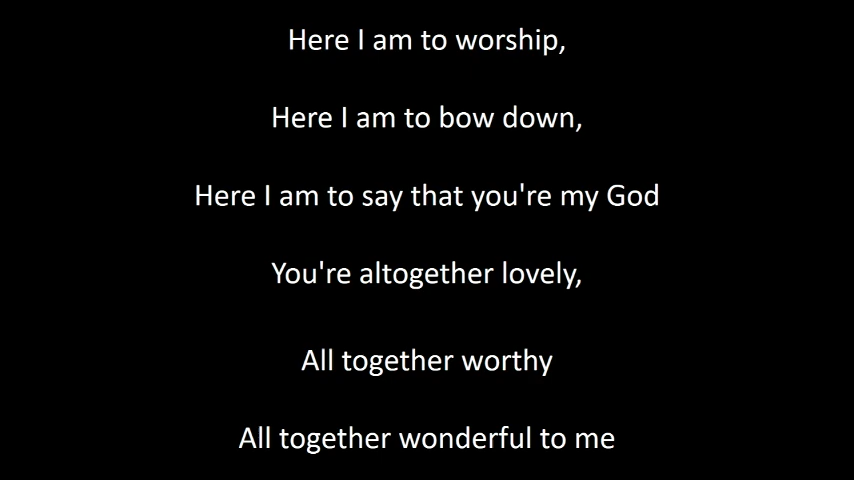 Here I am to worship,
Here I am to bow down,
Here I am to say that you're my God
You're altogether lovely,
All together worthy
All together wonderful to me